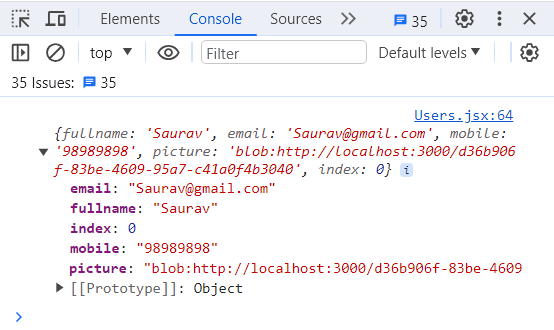 Elements Console Sources 35
top Filter Default levels
35 Issues: 35
Users.jsx:64
{fullname: 'Saurav', email: 'Saurav@gmail.com', mobile:
'98989898', picture: 'blob:http://localhost:3000/d36b906
f-83be-4609-95a7-c41a0f4b3040', index: 0} i
email: "Saurav@gmail.com"
fullname: "Saurav"
index: 0
mobile: "98989898"
picture: "blob:http://localhost:3000/d36b906f-83be-4609
[[Prototype]]: Object